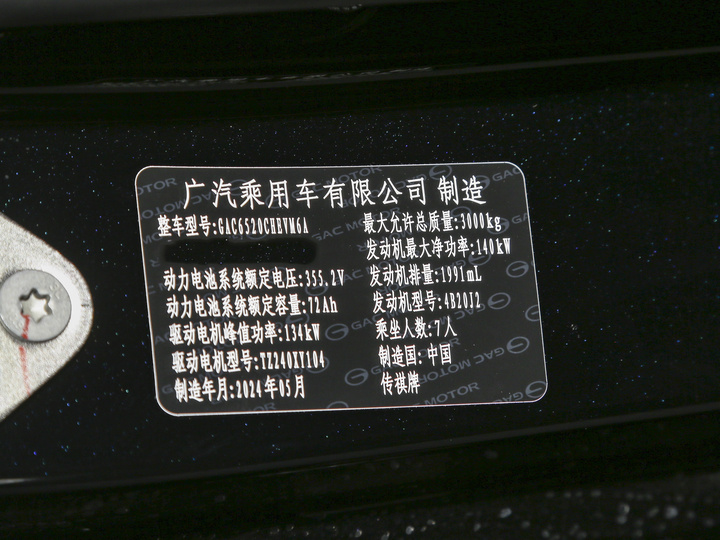 广汽乘用车有限公司 制造
整车型号:GAC6520CHEVM6A
最大允许总质量:3000kg
发动机最大净功率:140kW
动力电池系统额定电压:355.2V
发动机排量:1991mL
动力电池系统额定容量:72Ah
发动机型号:4B20J2
驱动电机峰值功率:134kW
乘坐人数:7人
驱动电机型号:TZ240XY104
制造国:中国
制造年月:2024年05月
传祺牌
GAC MOTOR